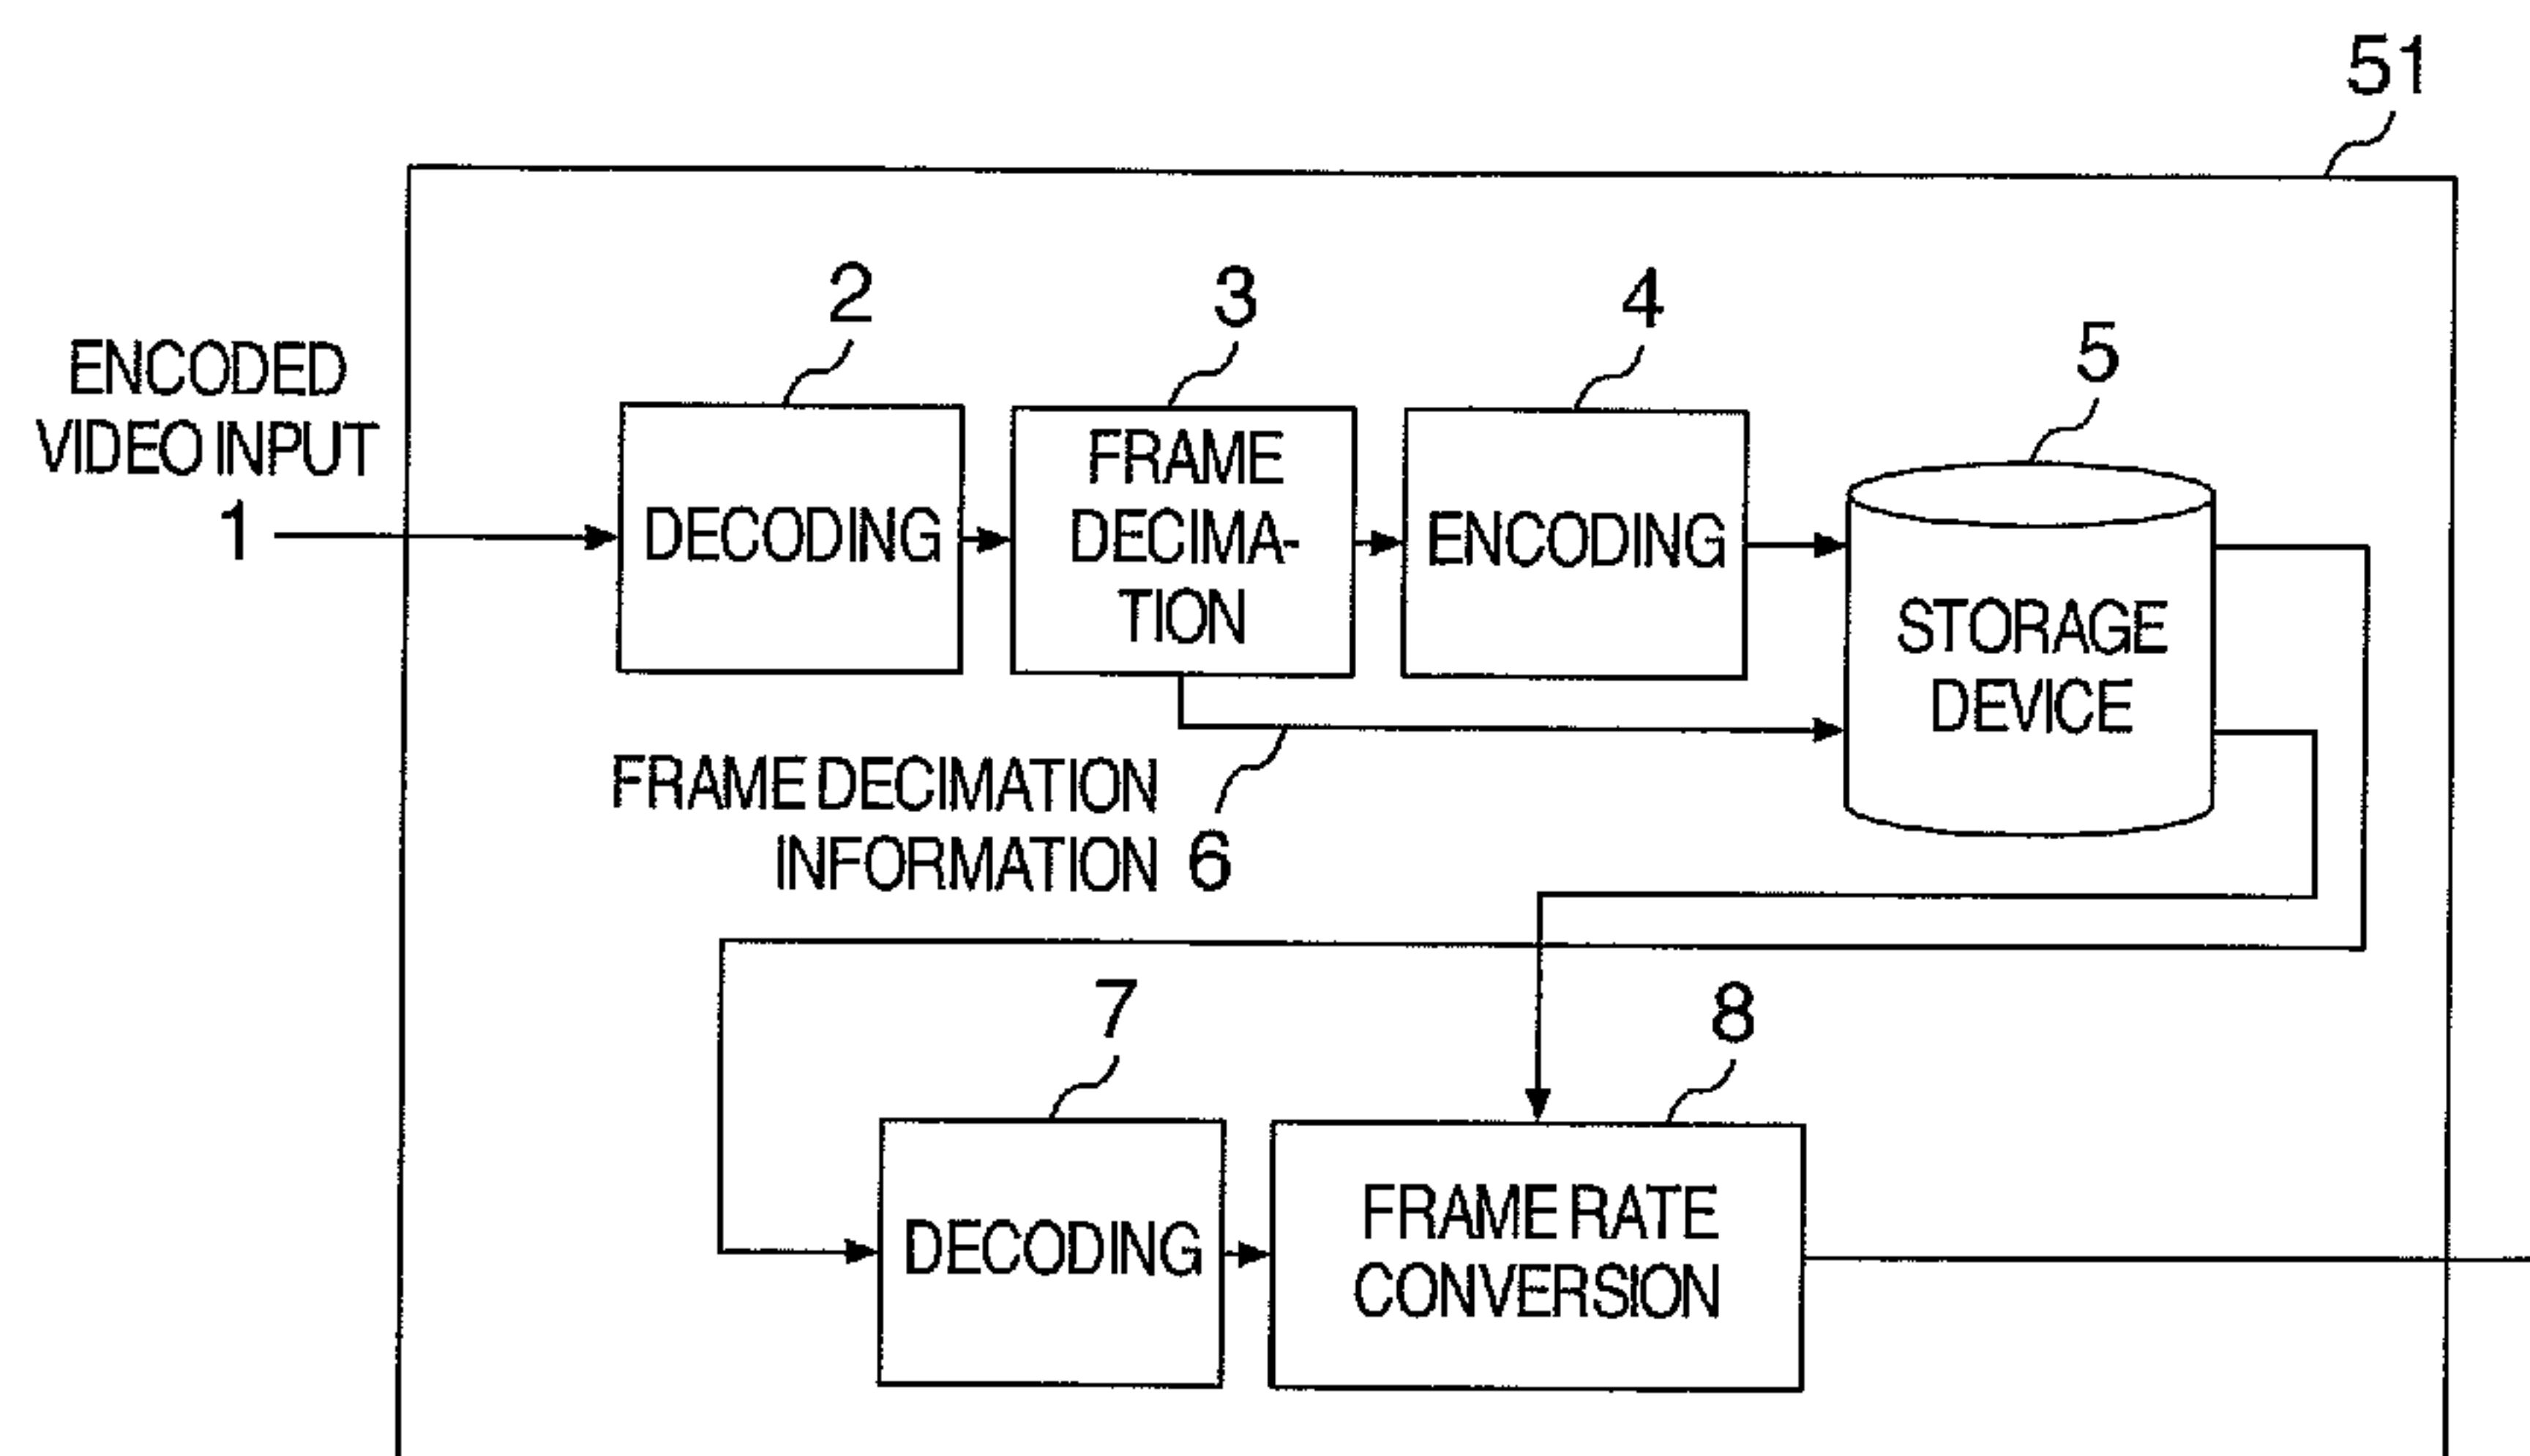 51
2
3
4
5
ENCODED
VIDEO INPUT
1
DECODING
FRAME
DECIMA-
TION
ENCODING
STORAGE
DEVICE
FRAME DECIMATION
INFORMATION 6
7
8
DECODING
FRAME RATE
CONVERSION